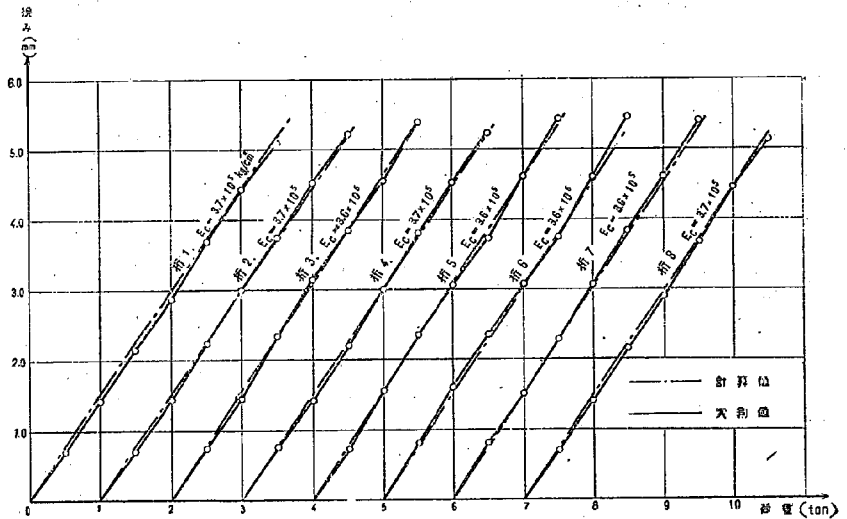 撓み
(mm)
6.0
5.0
4.0
3.0
2.0
1.0
0
桁1、Ec=3.7×10⁵ kg/cm²
桁2、Ec=3.7×10⁵
桁3、Ec=3.6×10⁵
桁4、Ec=3.7×10⁵
桁5 Ec=3.6×10⁵
桁6 Ec=3.6×10⁵
桁7 Ec=3.6×10⁵
桁8 Ec=3.7×10⁵
計算値
実測値
1 2 3 4 5 6 7 8 9 10 荷重(ton)